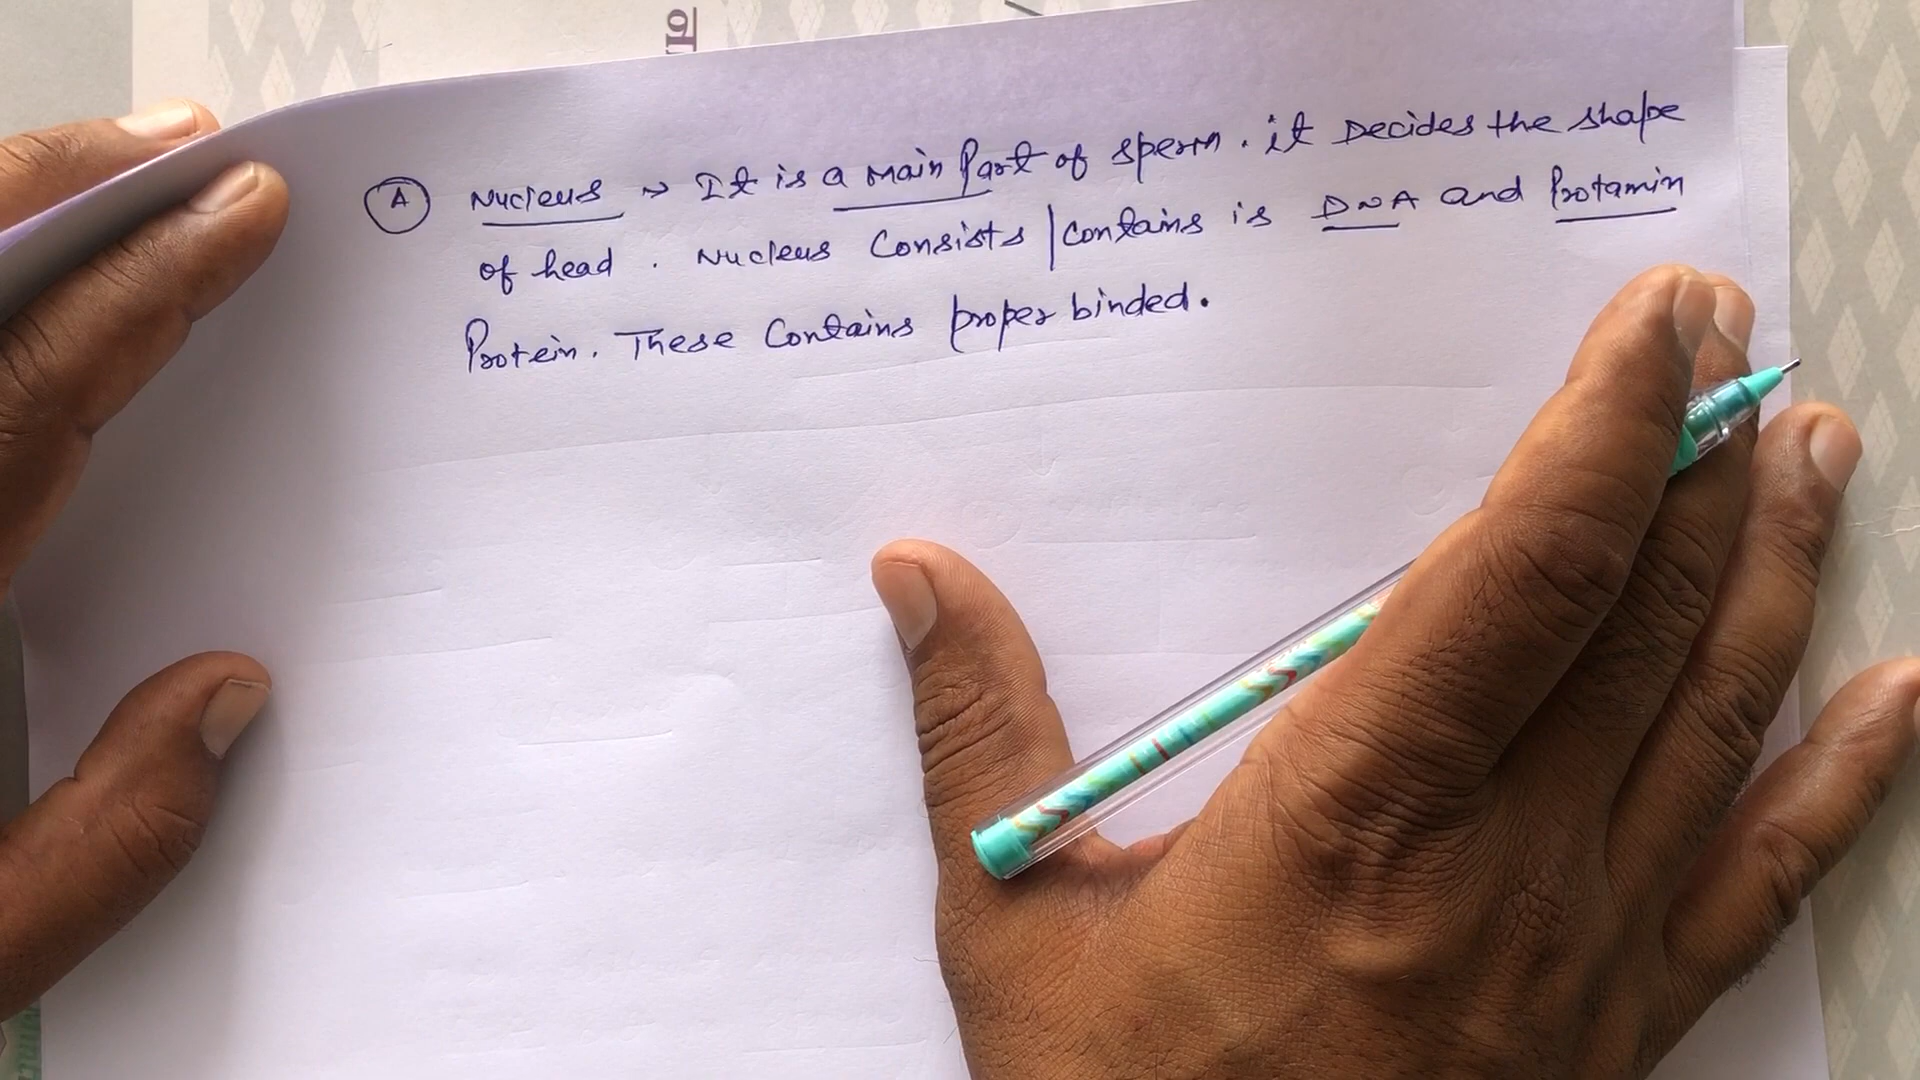 A Nucleus → It is a main Part of sperm. it Decides the shape
of head. Nucleus Consists | Contains is DNA and Protamin
Protein. These Contains proper binded.